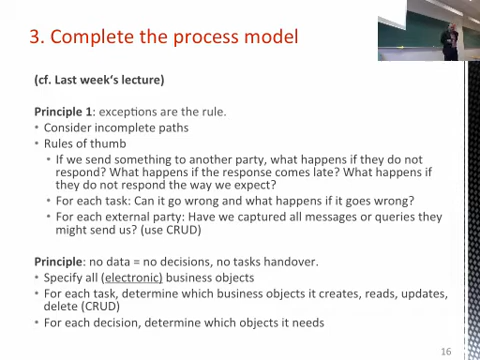 3. Complete the process model
(cf. Last week's lecture)
Principle 1: exceptions are the rule.
• Consider incomplete paths
• Rules of thumb
• If we send something to another party, what happens if they do not
respond? What happens if the response comes late? What happens if
they do not respond the way we expect?
• For each task: Can it go wrong and what happens if it goes wrong?
• For each external party: Have we captured all messages or queries they
might send us? (use CRUD)
Principle: no data = no decisions, no tasks handover.
• Specify all (electronic) business objects
• For each task, determine which business objects it creates, reads, updates,
delete (CRUD)
• For each decision, determine which objects it needs
16